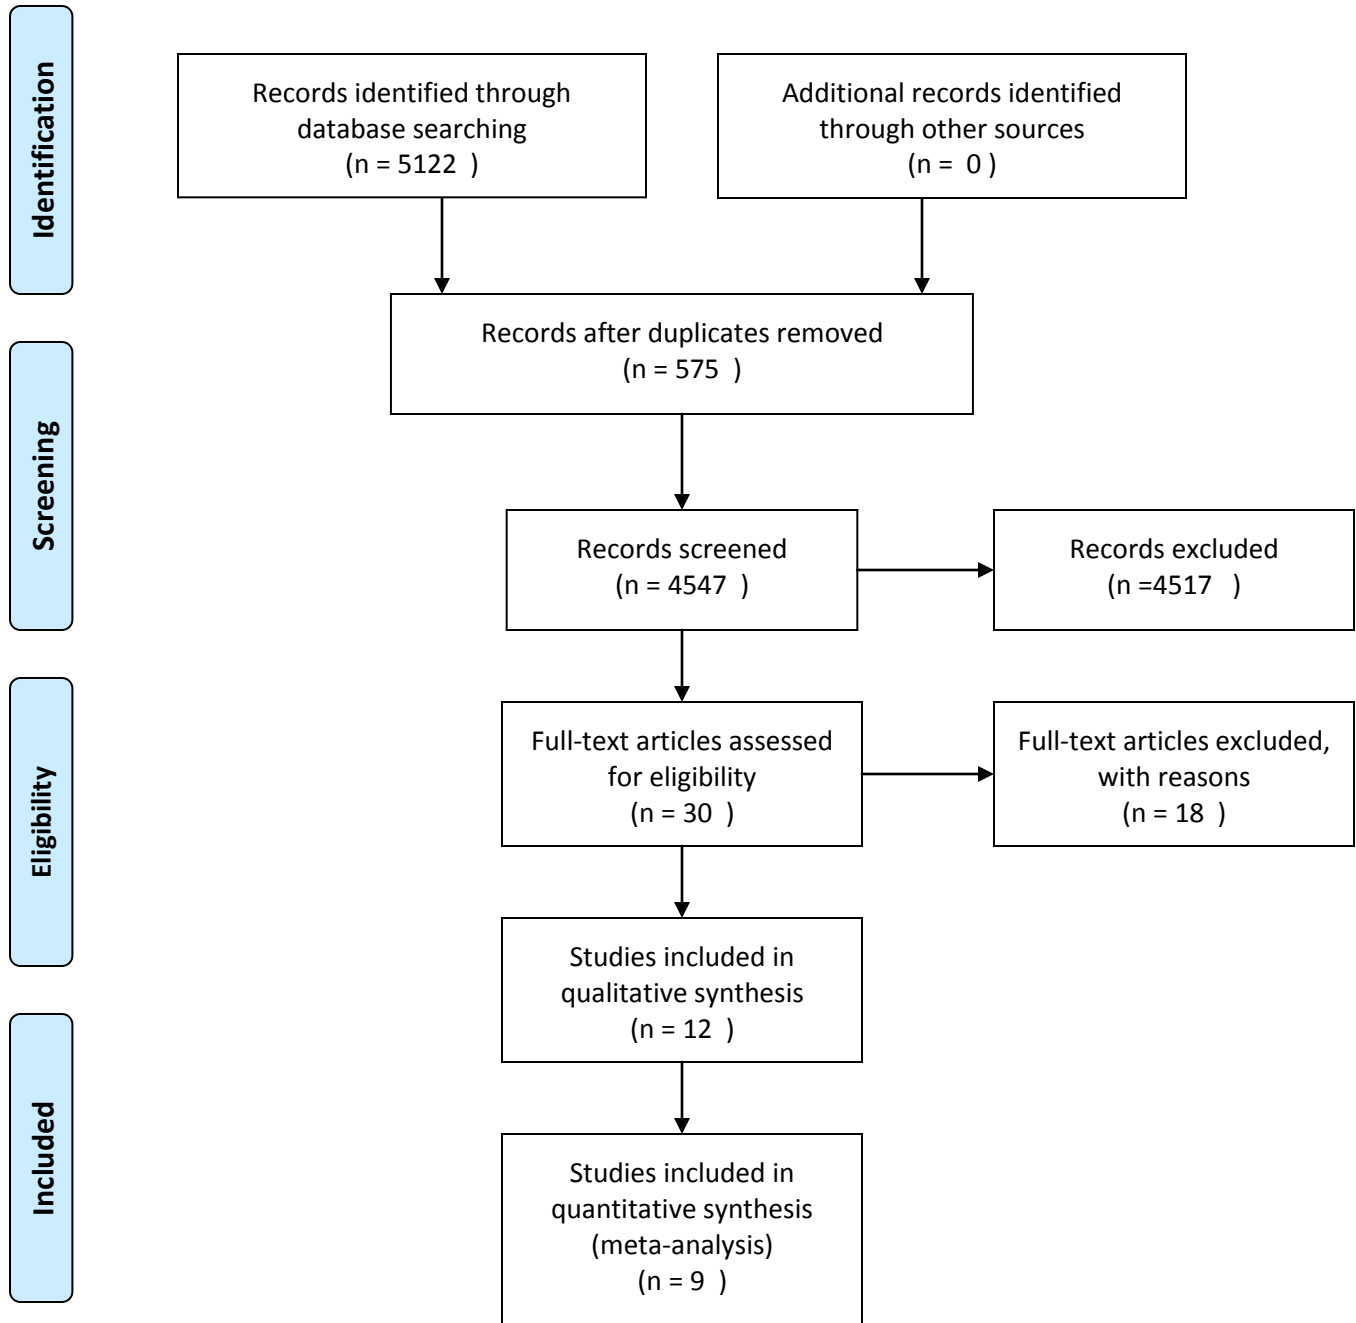 Identification
Records identified through
database searching
(n = 5122  )
Additional records identified
through other sources
(n =  0 )
Records after duplicates removed
(n = 575  )
Screening
Records screened
(n = 4547  )
Records excluded
(n =4517   )
Eligibility
Full-text articles assessed
for eligibility
(n = 30  )
Full-text articles excluded,
with reasons
(n = 18  )
Studies included in
qualitative synthesis
(n = 12  )
Included
Studies included in
quantitative synthesis
(meta-analysis)
(n = 9  )